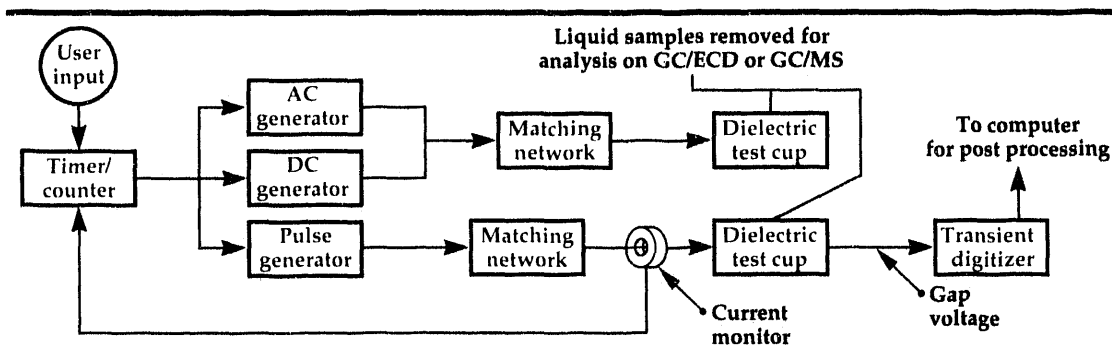 User
input
Liquid samples removed for
analysis on GC/ECD or GC/MS
AC
generator
Matching
network
Dielectric
test cup
To computer
for post processing
Timer/
counter
DC
generator
Pulse
generator
Matching
network
Dielectric
test cup
Transient
digitizer
Current
monitor
Gap
voltage